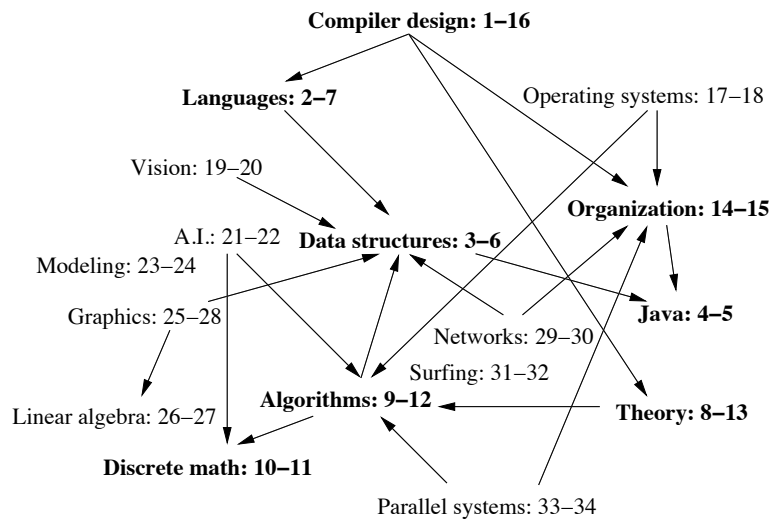 Compiler design: 1–16
Languages: 2–7
Operating systems: 17–18
Vision: 19–20
Organization: 14–15
A.I.: 21–22
Data structures: 3–6
Modeling: 23–24
Graphics: 25–28
Java: 4–5
Networks: 29–30
Surfing: 31–32
Algorithms: 9–12
Linear algebra: 26–27
Theory: 8–13
Discrete math: 10–11
Parallel systems: 33–34